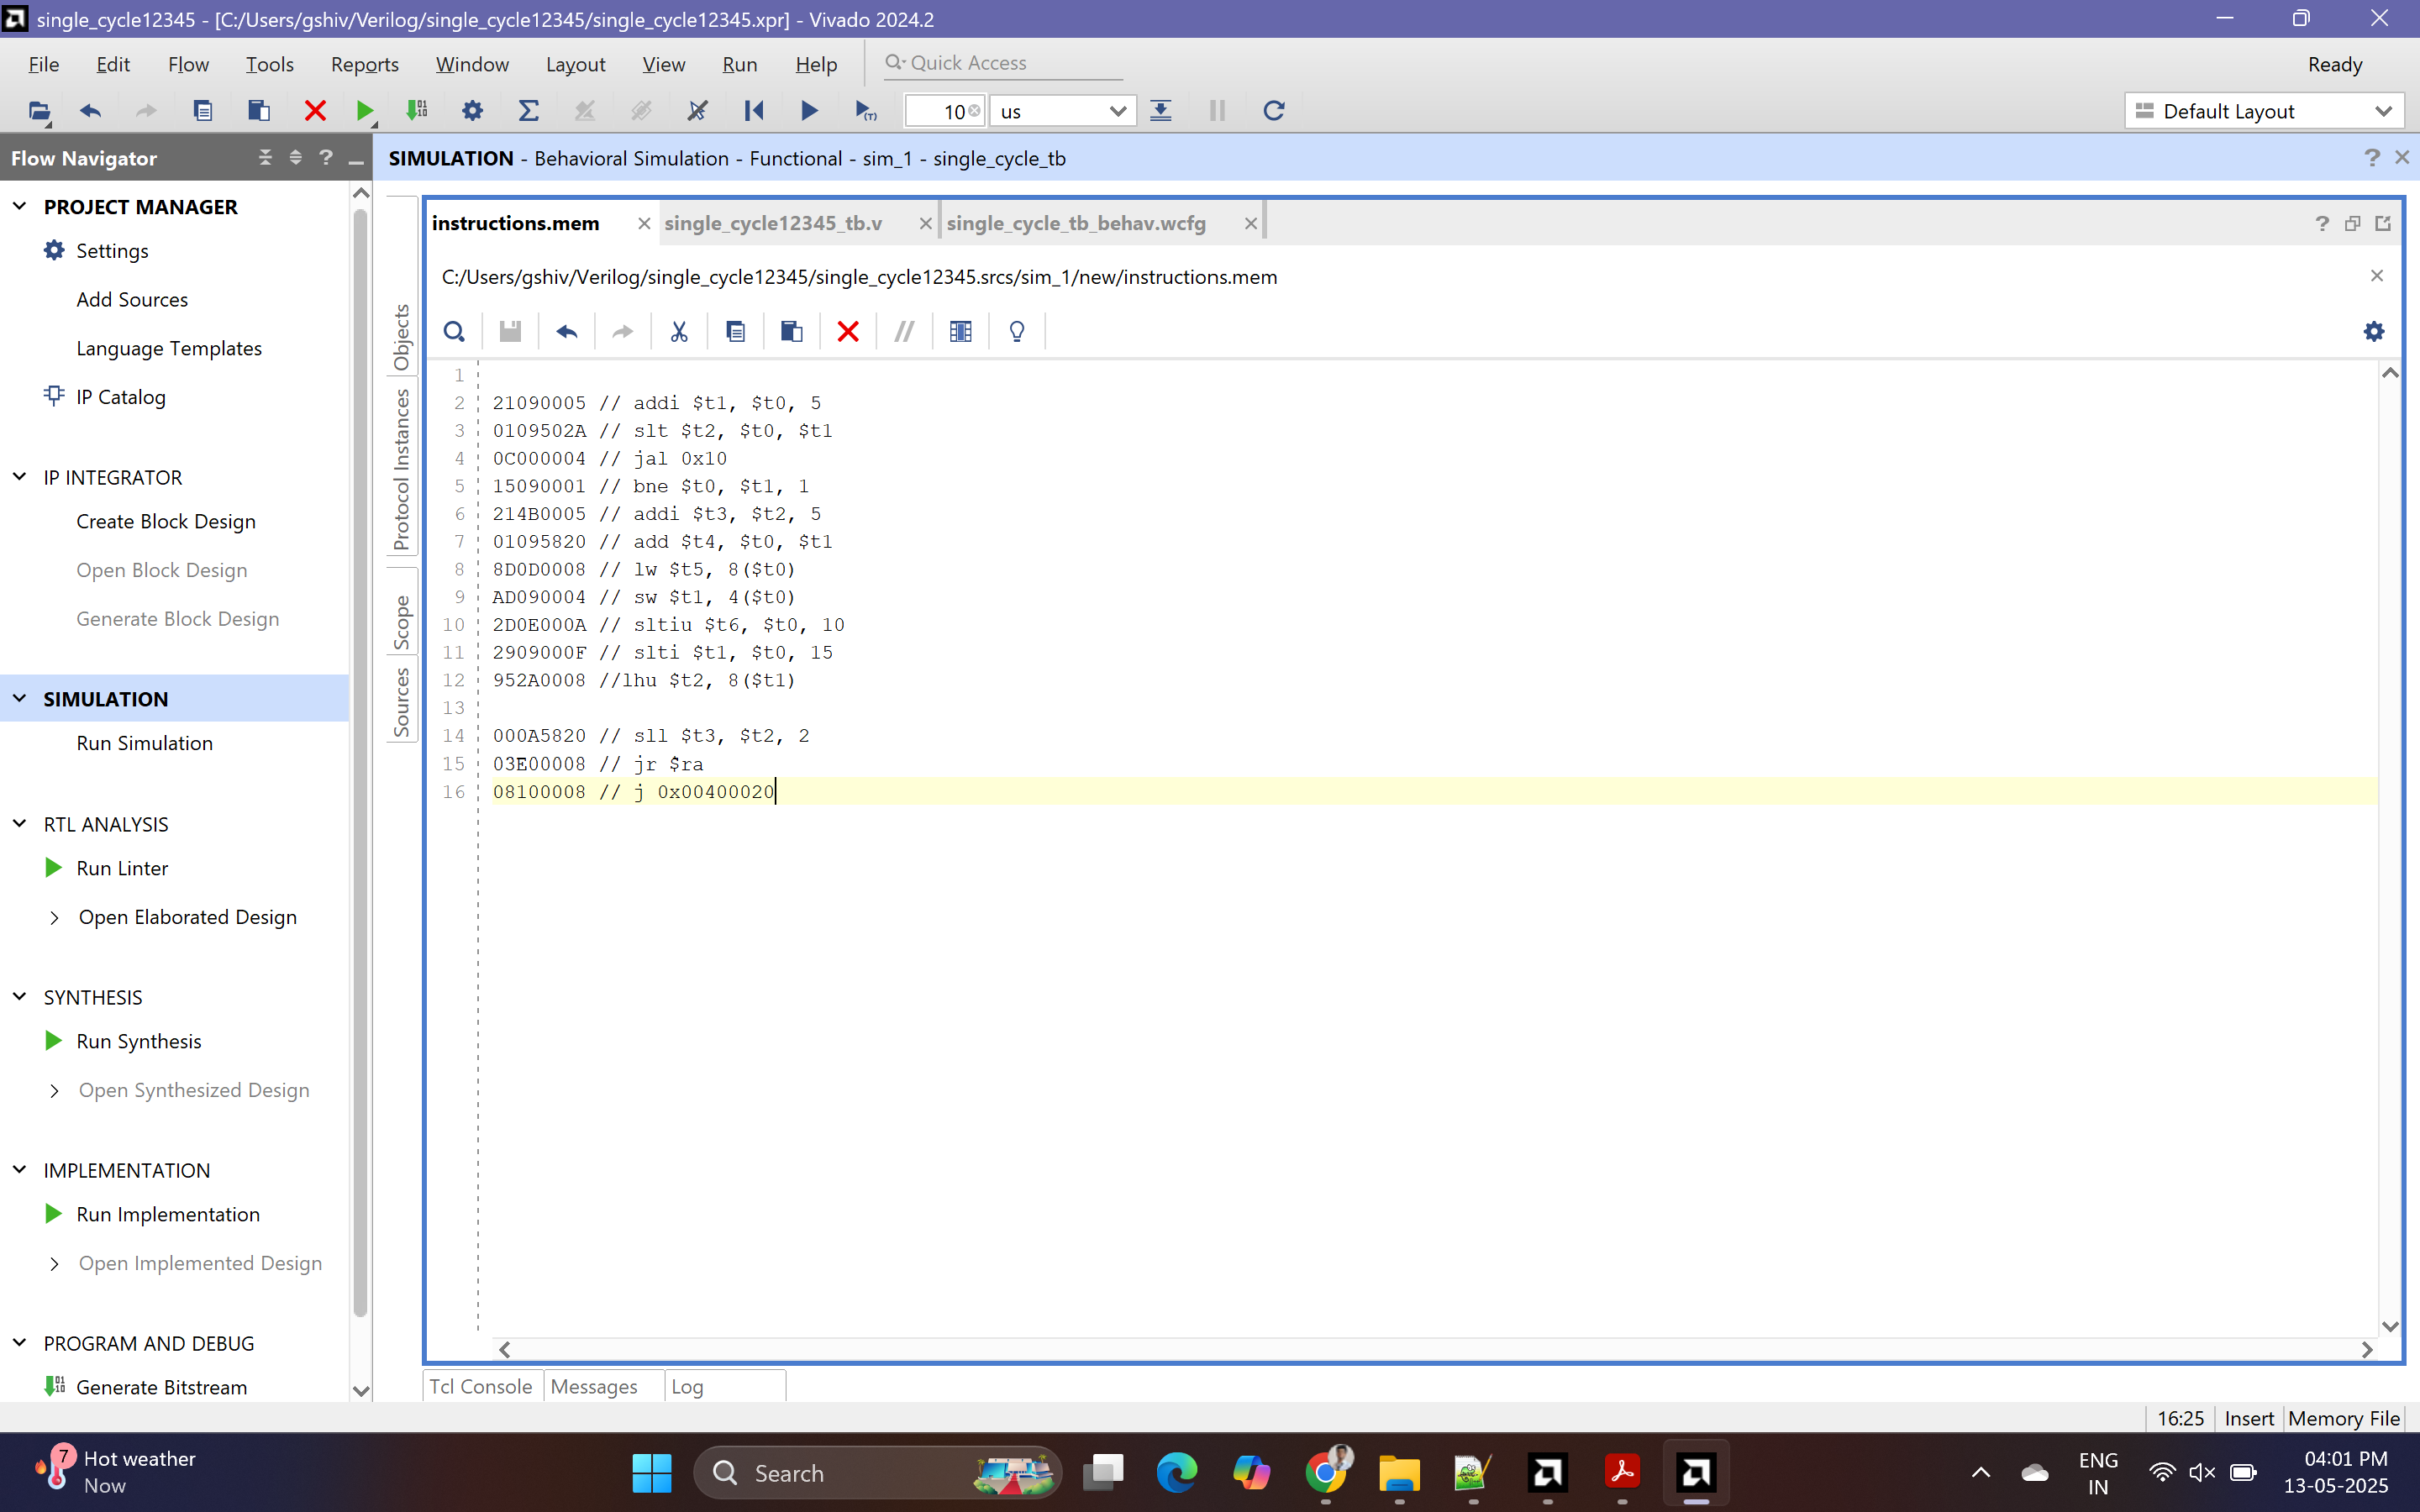 single_cycle12345 - [C:/Users/gshiv/Verilog/single_cycle12345/single_cycle12345.xpr] - Vivado 2024.2
File Edit Flow Tools Reports Window Layout View Run Help Quick Access Ready
10 us Default Layout
Flow Navigator
PROJECT MANAGER
Settings
Add Sources
Language Templates
IP Catalog
IP INTEGRATOR
Create Block Design
Open Block Design
Generate Block Design
SIMULATION
Run Simulation
RTL ANALYSIS
Run Linter
Open Elaborated Design
SYNTHESIS
Run Synthesis
Open Synthesized Design
IMPLEMENTATION
Run Implementation
Open Implemented Design
PROGRAM AND DEBUG
Generate Bitstream
SIMULATION - Behavioral Simulation - Functional - sim_1 - single_cycle_tb
Objects
Protocol Instances
Scope
Sources
instructions.mem single_cycle12345_tb.v single_cycle_tb_behav.wcfg
C:/Users/gshiv/Verilog/single_cycle12345/single_cycle12345.srcs/sim_1/new/instructions.mem
1
2 21090005 // addi $t1, $t0, 5
3 0109502A // slt $t2, $t0, $t1
4 0C000004 // jal 0x10
5 15090001 // bne $t0, $t1, 1
6 214B0005 // addi $t3, $t2, 5
7 01095820 // add $t4, $t0, $t1
8 8D0D0008 // lw $t5, 8($t0)
9 AD090004 // sw $t1, 4($t0)
10 2D0E000A // sltiu $t6, $t0, 10
11 2909000F // slti $t1, $t0, 15
12 952A0008 //lhu $t2, 8($t1)
13
14 000A5820 // sll $t3, $t2, 2
15 03E00008 // jr $ra
16 08100008 // j 0x00400020
Tcl Console Messages Log
16:25 Insert Memory File
7 Hot weather
Now
Search
ENG
IN
04:01 PM
13-05-2025